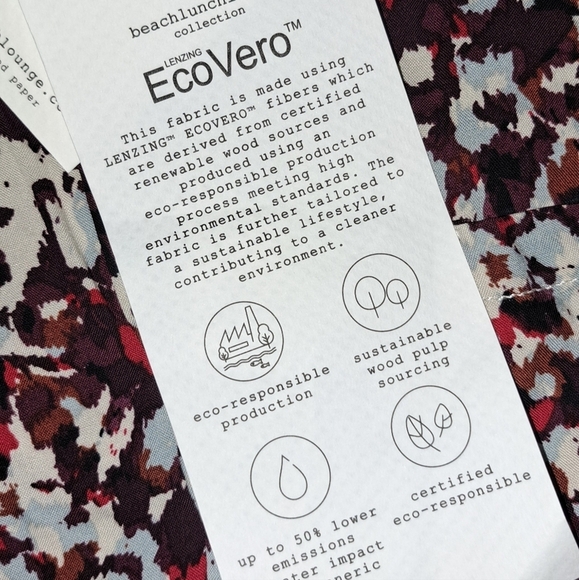 collection
LENZING
EcoVero™
This fabric is made using
LENZING™ ECOVERO™ fibers which
are derived from certified
renewable wood sources and
produced using an
eco-responsible production
process meeting high
environmental standards. The
fabric is further tailored to
a sustainable lifestyle,
contributing to a cleaner
environment.
eco-responsible
production
sustainable
wood pulp
sourcing
up to 50% lower
emissions
impact
certified
eco-responsible
paper